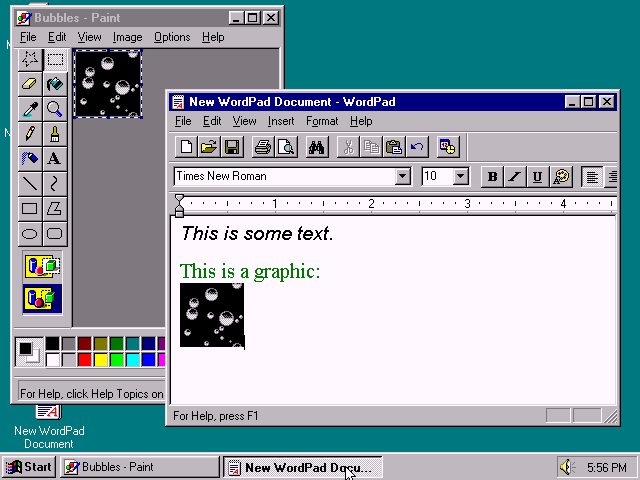 Bubbles - Paint
File Edit View Image Options Help
A
For Help, click Help Topics on
New WordPad Document - WordPad
File Edit View Insert Format Help
Times New Roman 10 B I U
1 2 3 4
This is some text.
This is a graphic:
For Help, press F1
New WordPad
Document
Start Bubbles - Paint New WordPad Docu... 5:56 PM